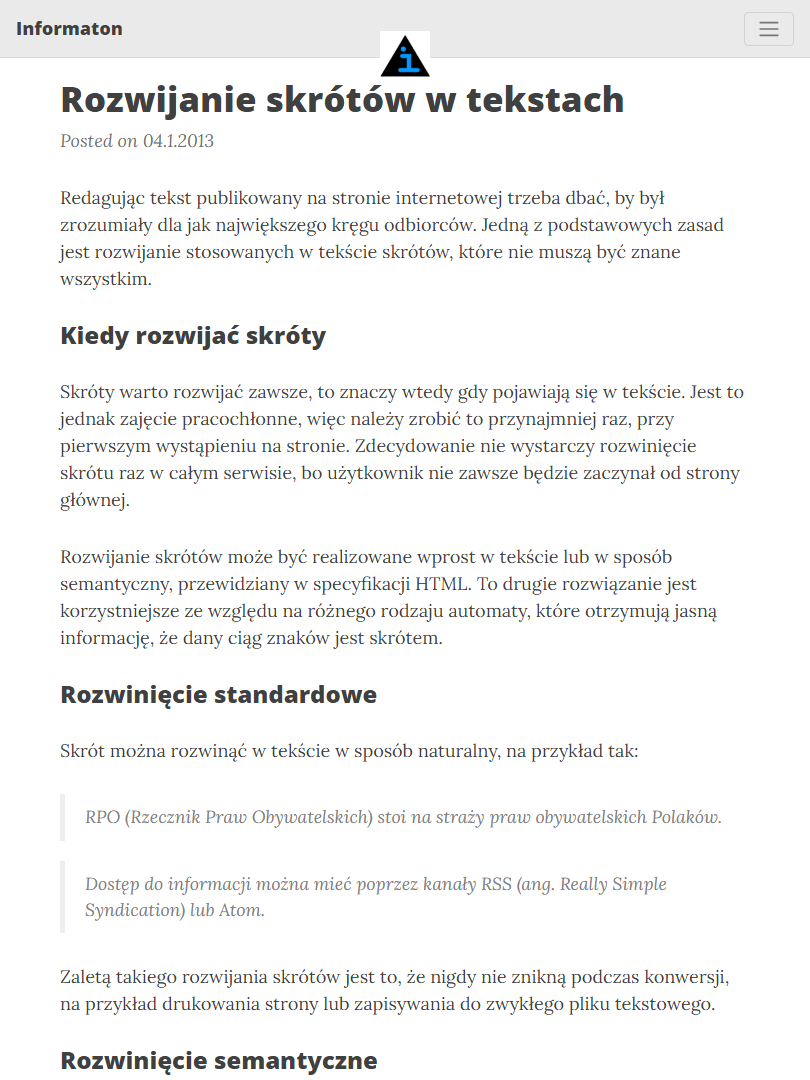 Informaton
i
Rozwijanie skrótów w tekstach
Posted on 04.1.2013
Redagując tekst publikowany na stronie internetowej trzeba dbać, by był
zrozumiały dla jak największego kręgu odbiorców. Jedną z podstawowych zasad
jest rozwijanie stosowanych w tekście skrótów, które nie muszą być znane
wszystkim.
Kiedy rozwijać skróty
Skróty warto rozwijać zawsze, to znaczy wtedy gdy pojawiają się w tekście. Jest to
jednak zajęcie pracochłonne, więc należy zrobić to przynajmniej raz, przy
pierwszym wystąpieniu na stronie. Zdecydowanie nie wystarczy rozwinięcie
skrótu raz w całym serwisie, bo użytkownik nie zawsze będzie zaczynał od strony
głównej.
Rozwijanie skrótów może być realizowane wprost w tekście lub w sposób
semantyczny, przewidziany w specyfikacji HTML. To drugie rozwiązanie jest
korzystniejsze ze względu na różnego rodzaju automaty, które otrzymują jasną
informację, że dany ciąg znaków jest skrótem.
Rozwinięcie standardowe
Skrót można rozwinąć w tekście w sposób naturalny, na przykład tak:
RPO (Rzecznik Praw Obywatelskich) stoi na straży praw obywatelskich Polaków.
Dostęp do informacji można mieć poprzez kanały RSS (ang. Really Simple
Syndication) lub Atom.
Zaletą takiego rozwijania skrótów jest to, że nigdy nie znikną podczas konwersji,
na przykład drukowania strony lub zapisywania do zwykłego pliku tekstowego.
Rozwinięcie semantyczne